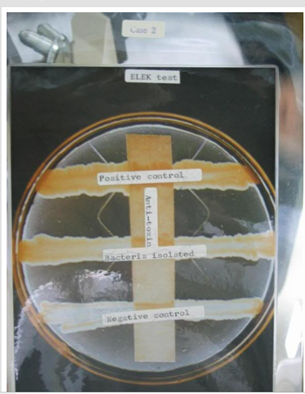 Case 2
ELEK test
Positive control
Anti-toxin
Bacteria isolated
Negative control